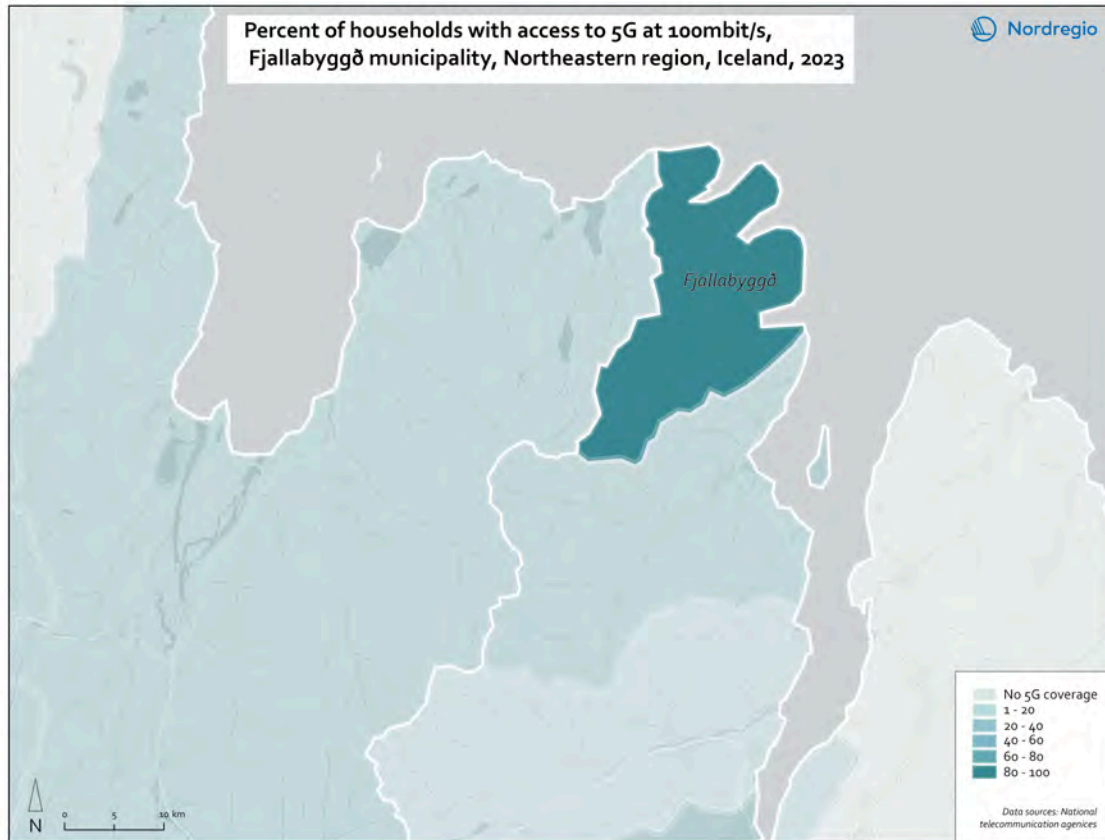 Percent of households with access to 5G at 100mbit/s,
Fjallabyggð municipality, Northeastern region, Iceland, 2023
Nordregio
Fjallabyggð
No 5G coverage
1 - 20
20 - 40
40 - 60
60 - 80
80 - 100
Data sources: National
telecommunication agenices
N
0 5 10 km